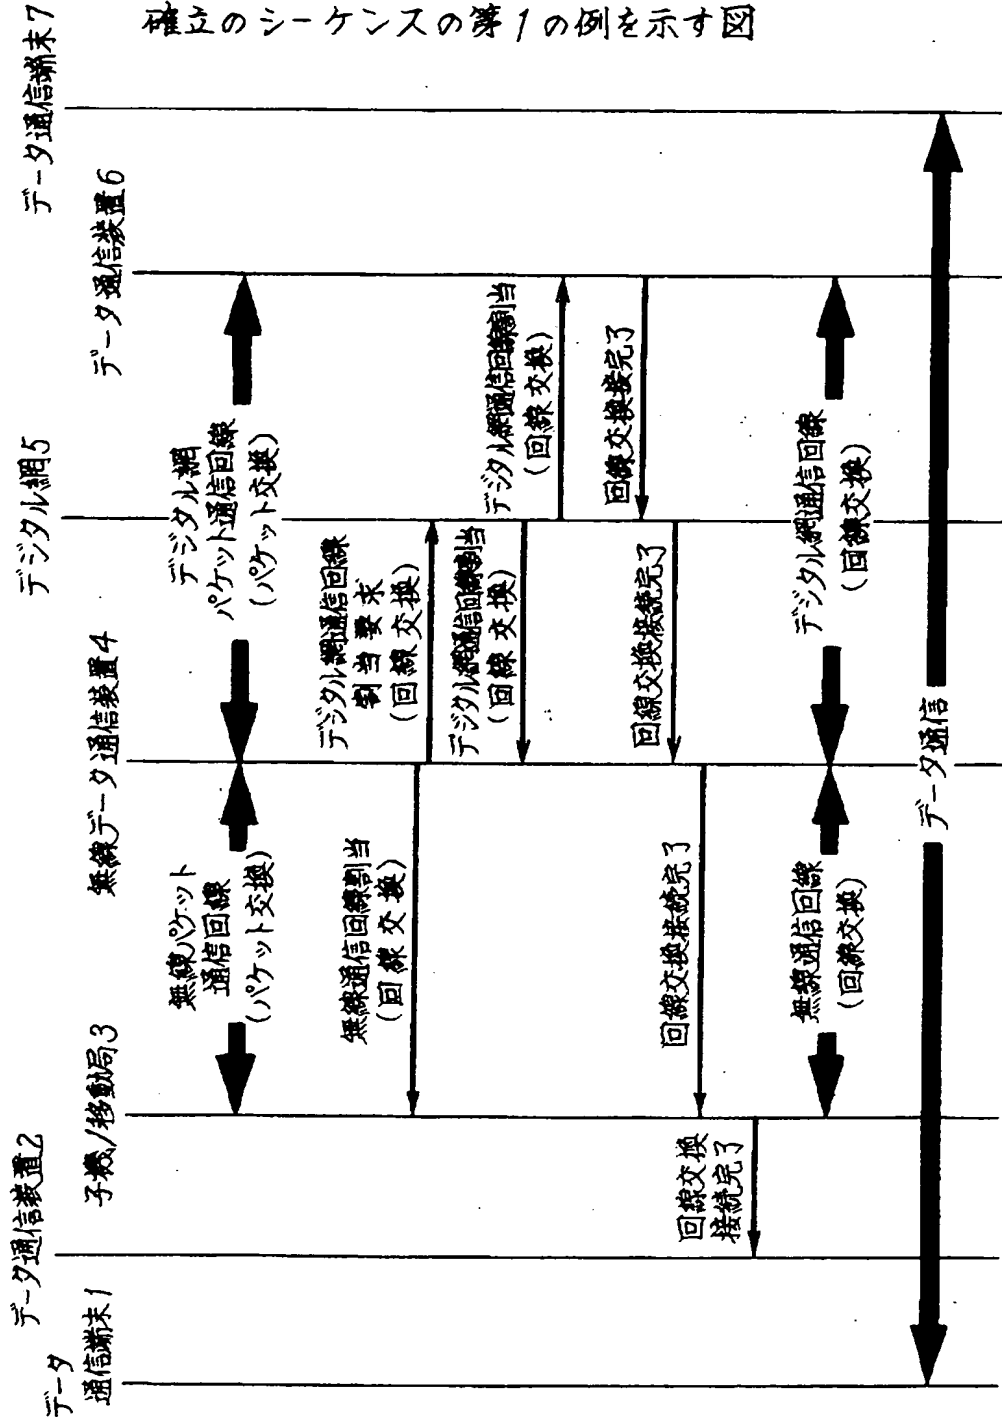 確立のシーケンスの第1の例を示す図
データ
通信端末1
データ通信装置2
子機/移動局3
無線データ通信装置4
デジタル網5
データ通信装置6
データ通信端末7
無線パケット
通信回線
(パケット交換)
デジタル網
パケット通信回線
(パケット交換)
無線通信回線割当
(回線交換)
デジタル網通信回線
割当要求
(回線交換)
デジタル網通信回線割当
(回線交換)
デジタル網通信回線割当
(回線交換)
回線交換接続完了
回線交換接続完了
回線交換接続完了
回線交換
接続完了
無線通信回線
(回線交換)
デジタル網通信回線
(回線交換)
データ通信